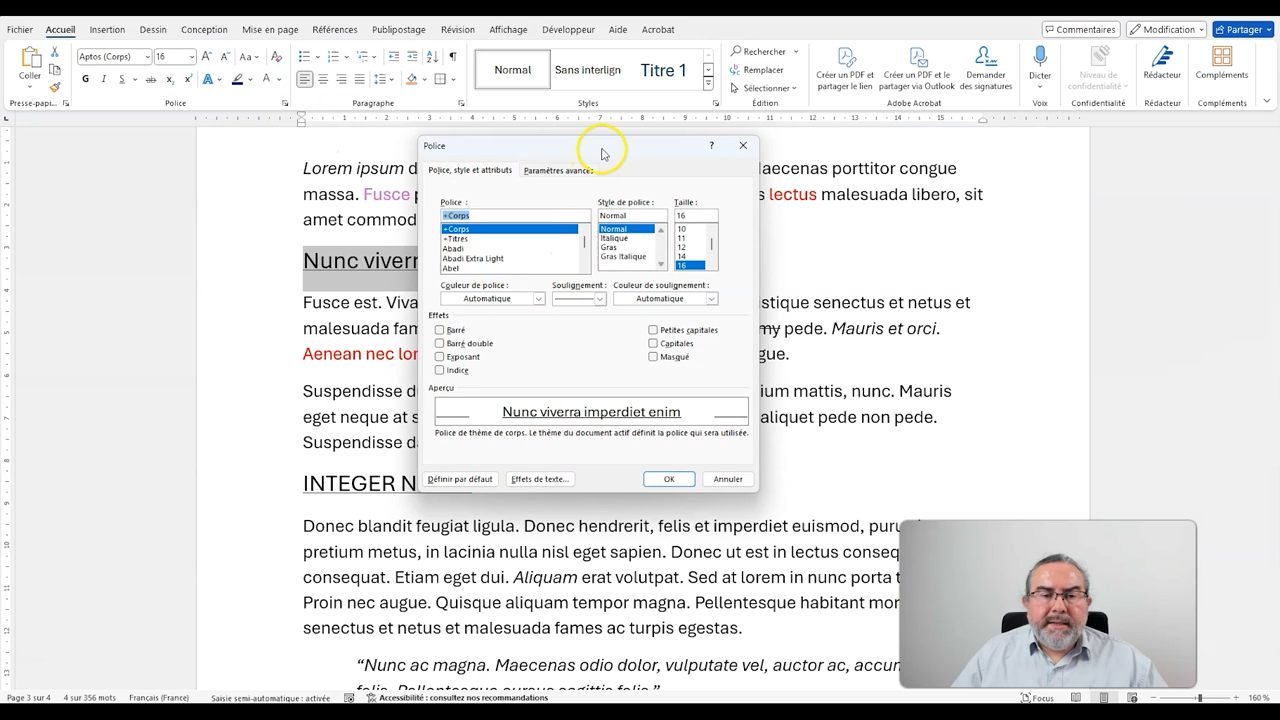 Fichier Accueil Insertion Dessin Conception Mise en page Référence Publipostage Révision Affichage Développeur Aide Acrobat Commentaires Modification Partager
Coller
Aptos (Corps) 16
Normal Sans interlign Titre 1
Rechercher
Remplacer
Sélectionner
Créer un PDF et partager le lien
Créer un PDF et partager via Outlook
Demander des signatures
Dicter
Niveau de confidentialité
Rédacteur
Compléments
Presse-pap Police Paragraphe Styles Édition Adobe Acrobat Voix Confidentialité Rédacteur Compléments
Lorem ipsum d aecenas porttitor congue
massa. Fusce lectus malesuada libero, sit
amet commod
Nunc viverr
Fusce est. Viva stique senectus et netus et
malesuada fam my pede. Mauris et orci.
Aenean nec lor gue.
Suspendisse d ium mattis, nunc. Mauris
eget neque at s aliquet pede non pede.
Suspendisse d
INTEGER N
Donec blandit feugiat ligula. Donec hendrerit, felis et imperdiet euismod, puru
pretium metus, in lacinia nulla nisl eget sapien. Donec ut est in lectus conseq
consequat. Etiam eget dui. Aliquam erat volutpat. Sed at lorem in nunc porta t
Proin nec augue. Quisque aliquam tempor magna. Pellentesque habitant mor
senectus et netus et malesuada fames ac turpis egestas.
“Nunc ac magna. Maecenas odio dolor, vulputate vel, auctor ac, accum
felis. Pellentesque cursus sagittis felis.”
Police
Police, style et attributs Paramètres avancés
Police : Style de police : Taille :
+Corps Normal 16
+Corps Normal 10
+Titres Italique 11
Abadi Gras 12
Abadi Extra Light Gras Italique 14
Abel 16
Couleur de police : Soulignement : Couleur de soulignement :
Automatique Automatique
Effets
Barré Petites capitales
Barré double Capitales
Exposant Masqué
Indice
Aperçu
Nunc viverra imperdiet enim
Police de thème de corps. Le thème du document actif définit la police qui sera utilisée.
Définir par défaut Effets de texte... OK Annuler
Page 3 sur 4 4 sur 356 mots Français (France) Saisie semi-automatique : activée Accessibilité : consultez nos recommandations Focus 160 %